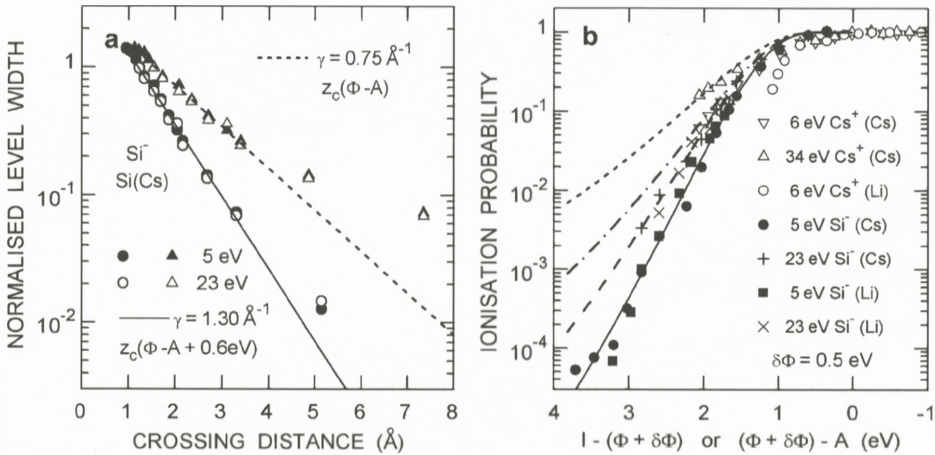 a
NORMALISED LEVEL WIDTH
1
10⁻¹
10⁻²
γ = 0.75 Å⁻¹
z_c(Φ-A)
Si⁻
Si(Cs)
5 eV
23 eV
γ = 1.30 Å⁻¹
z_c(Φ-A + 0.6eV)
0 1 2 3 4 5 6 7 8
CROSSING DISTANCE (Å)
b
IONISATION PROBABILITY
1
10⁻¹
10⁻²
10⁻³
10⁻⁴
6 eV Cs⁺ (Cs)
34 eV Cs⁺ (Cs)
6 eV Cs⁺ (Li)
5 eV Si⁻ (Cs)
23 eV Si⁻ (Cs)
5 eV Si⁻ (Li)
23 eV Si⁻ (Li)
δΦ = 0.5 eV
4 3 2 1 0 -1
I - (Φ + δΦ) or (Φ + δΦ) - A (eV)